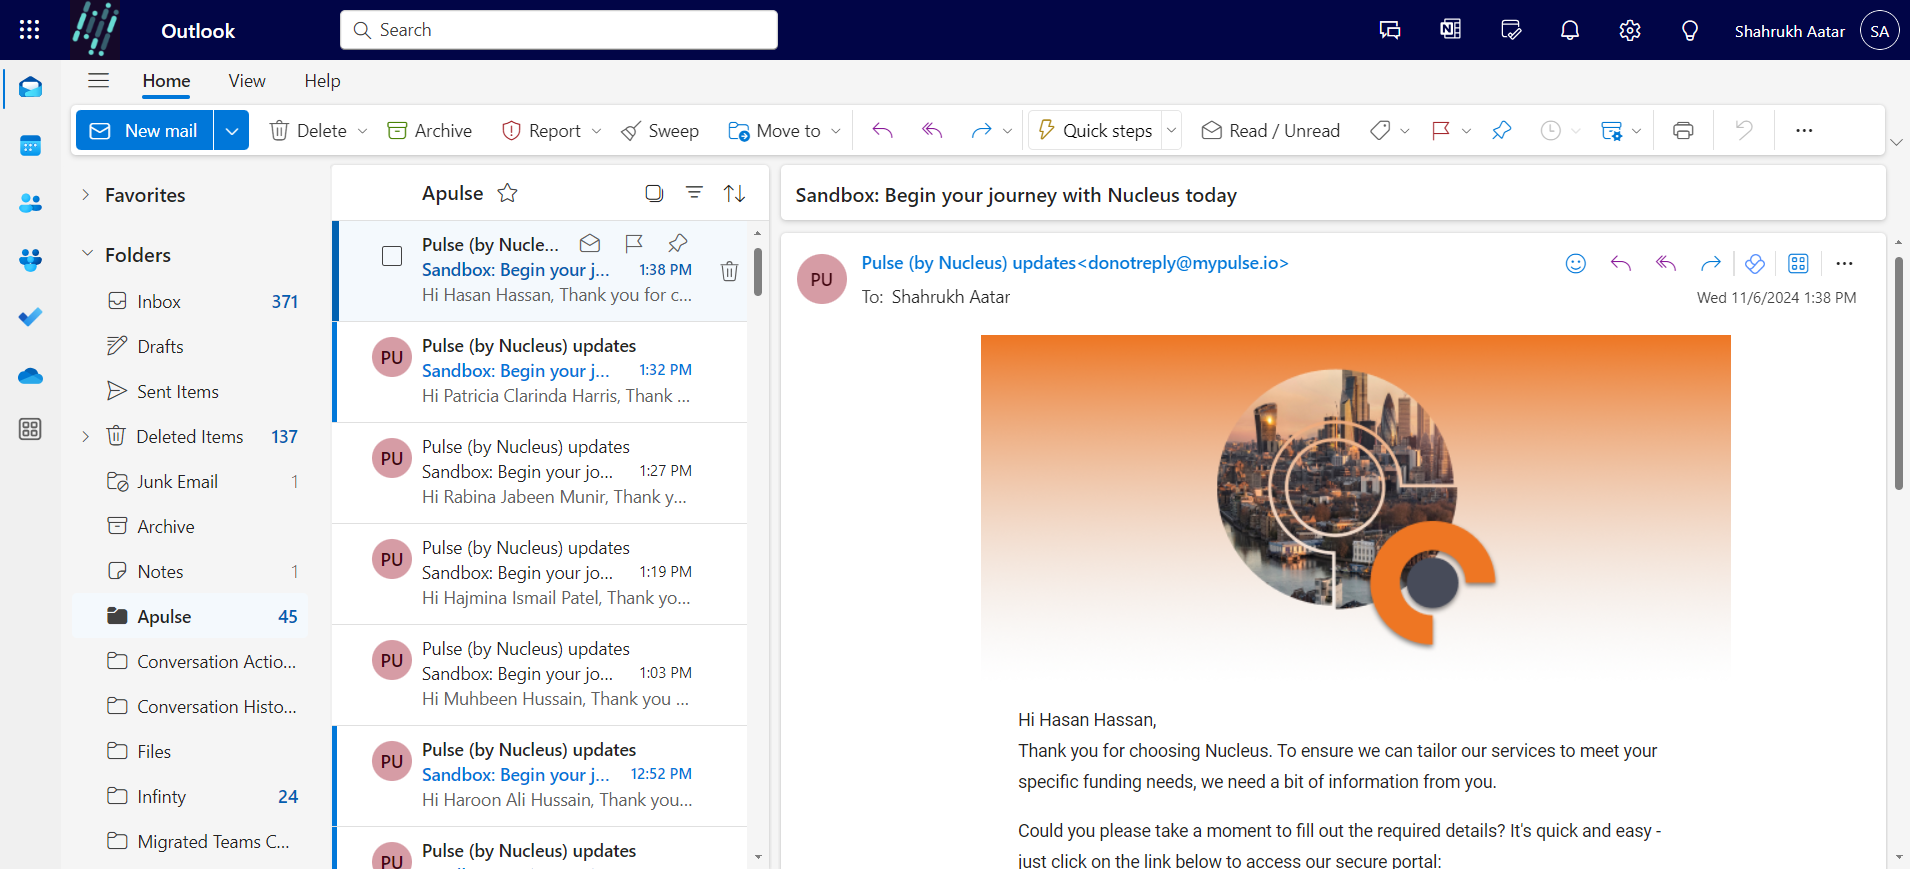 Outlook
Search
Shahrukh Aatar
SA
Home
View
Help
New mail
Delete
Archive
Report
Sweep
Move to
Quick steps
Read / Unread
Favorites
Folders
Inbox 371
Drafts
Sent Items
Deleted Items 137
Junk Email 1
Archive
Notes 1
Apulse 45
Conversation Actio...
Conversation Histo...
Files
Infinty 24
Migrated Teams C...
Apulse
Pulse (by Nucle...
Sandbox: Begin your j... 1:38 PM
Hi Hasan Hassan, Thank you for c...
PU
Pulse (by Nucleus) updates
Sandbox: Begin your j... 1:32 PM
Hi Patricia Clarinda Harris, Thank ...
PU
Pulse (by Nucleus) updates
Sandbox: Begin your jo... 1:27 PM
Hi Rabina Jabeen Munir, Thank y...
PU
Pulse (by Nucleus) updates
Sandbox: Begin your jo... 1:19 PM
Hi Hajmina Ismail Patel, Thank yo...
PU
Pulse (by Nucleus) updates
Sandbox: Begin your jo... 1:03 PM
Hi Muhbeen Hussain, Thank you ...
PU
Pulse (by Nucleus) updates
Sandbox: Begin your j... 12:52 PM
Hi Haroon Ali Hussain, Thank you...
PU
Pulse (by Nucleus) updates
Sandbox: Begin your journey with Nucleus today
PU
Pulse (by Nucleus) updates<donotreply@mypulse.io>
To: Shahrukh Aatar
Wed 11/6/2024 1:38 PM
Hi Hasan Hassan,
Thank you for choosing Nucleus. To ensure we can tailor our services to meet your
specific funding needs, we need a bit of information from you.
Could you please take a moment to fill out the required details? It's quick and easy -
just click on the link below to access our secure portal: